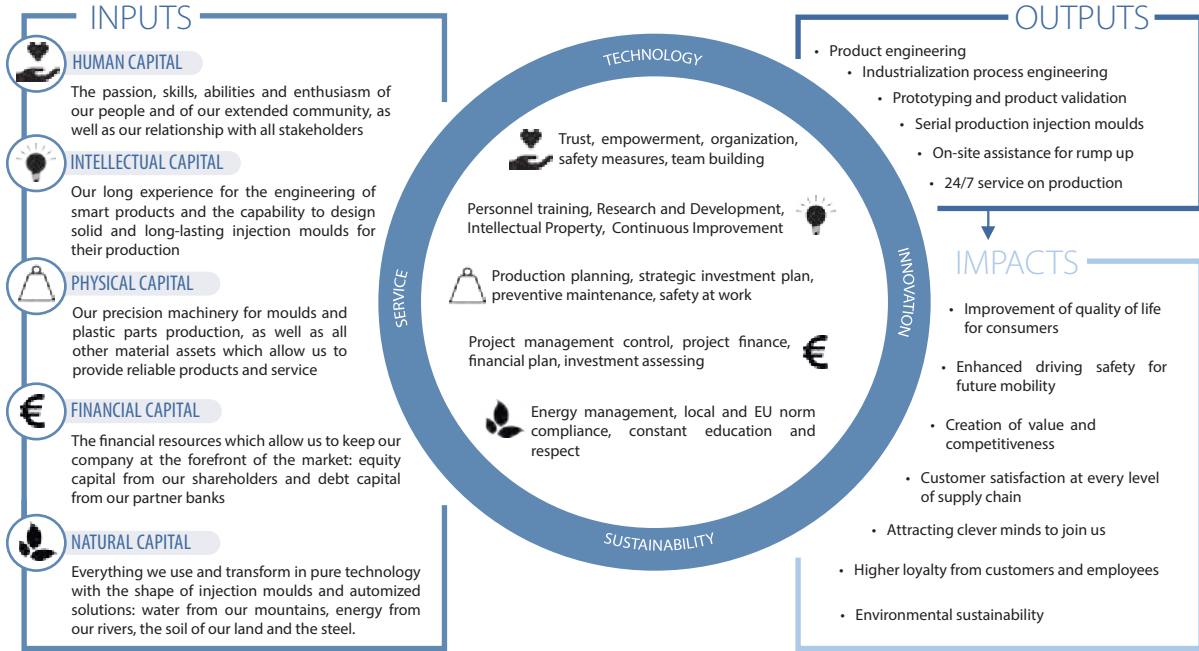 INPUTS
HUMAN CAPITAL
The passion, skills, abilities and enthusiasm of
our people and of our extended community, as
well as our relationship with all stakeholders
INTELLECTUAL CAPITAL
Our long experience for the engineering of
smart products and the capability to design
solid and long-lasting injection moulds for
their production
PHYSICAL CAPITAL
Our precision machinery for moulds and
plastic parts production, as well as all
other material assets which allow us to
provide reliable products and service
FINANCIAL CAPITAL
The financial resources which allow us to keep our
company at the forefront of the market: equity
capital from our shareholders and debt capital
from our partner banks
NATURAL CAPITAL
Everything we use and transform in pure technology
with the shape of injection moulds and automized
solutions: water from our mountains, energy from
our rivers, the soil of our land and the steel.
TECHNOLOGY
SERVICE
INNOVATION
SUSTAINABILITY
Trust, empowerment, organization,
safety measures, team building
Personnel training, Research and Development,
Intellectual Property, Continuous Improvement
Production planning, strategic investment plan,
preventive maintenance, safety at work
Project management control, project finance,
financial plan, investment assessing
Energy management, local and EU norm
compliance, constant education and
respect
OUTPUTS
• Product engineering
• Industrialization process engineering
• Prototyping and product validation
• Serial production injection moulds
• On-site assistance for rump up
• 24/7 service on production
IMPACTS
• Improvement of quality of life
for consumers
• Enhanced driving safety for
future mobility
• Creation of value and
competitiveness
• Customer satisfaction at every level
of supply chain
• Attracting clever minds to join us
• Higher loyalty from customers and employees
• Environmental sustainability